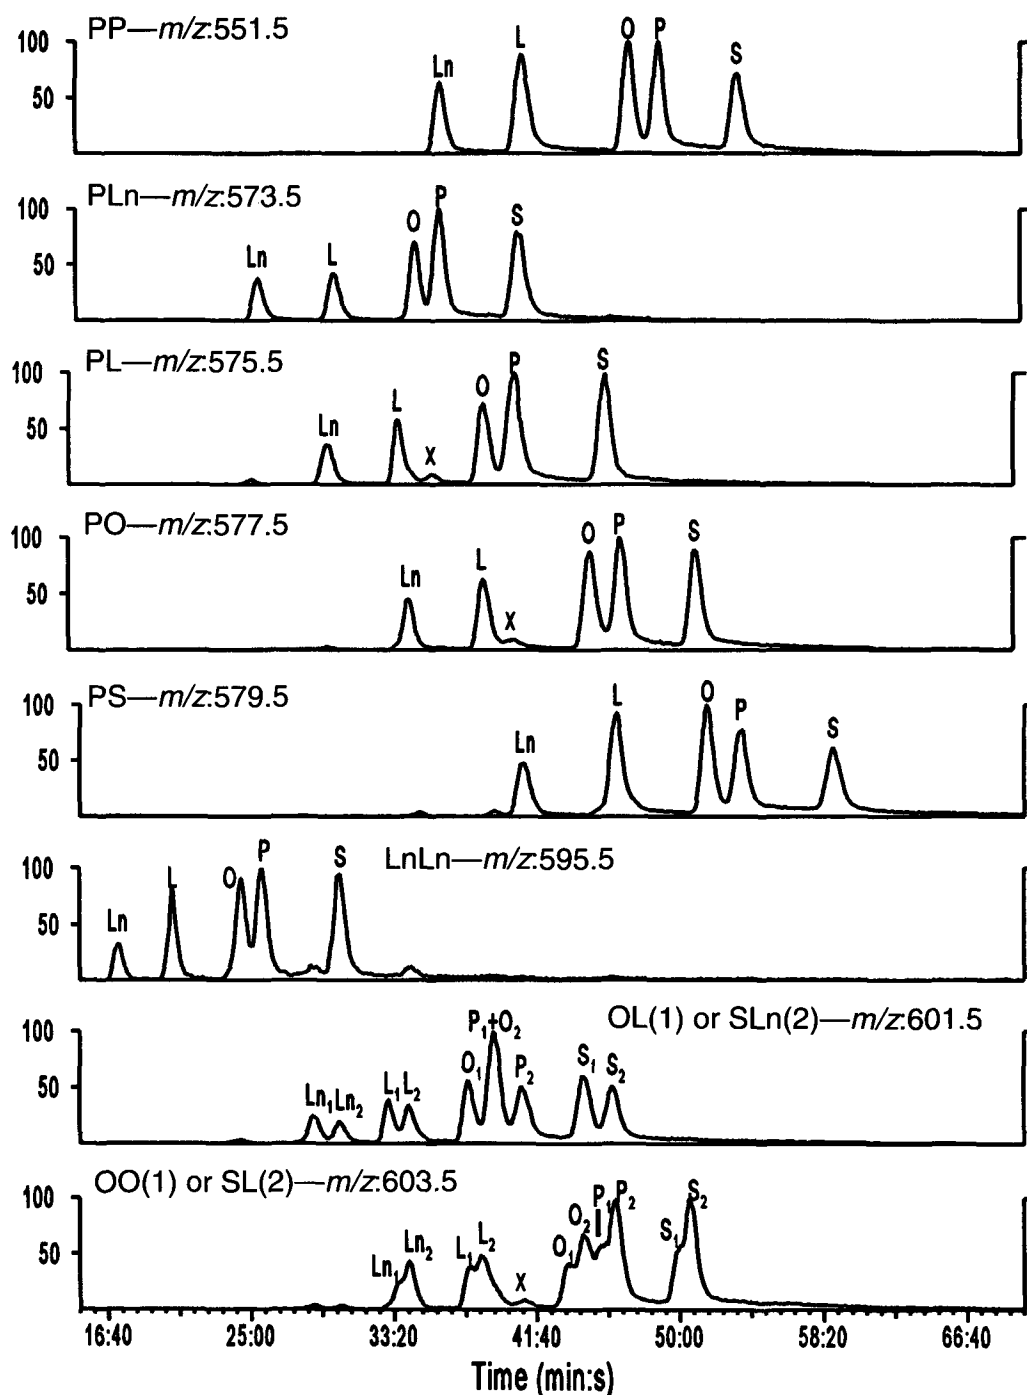 PP—m/z:551.5
100
50
Ln L O P S
PLn—m/z:573.5
100
50
Ln L O P S
PL—m/z:575.5
100
50
Ln L X O P S
PO—m/z:577.5
100
50
Ln L X O P S
PS—m/z:579.5
100
50
Ln L O P S
LnLn—m/z:595.5
100
50
Ln L O P S
OL(1) or SLn(2)—m/z:601.5
100
50
Ln₁ Ln₂ L₁ L₂ O₁ P₁+O₂ P₂ S₁ S₂
OO(1) or SL(2)—m/z:603.5
100
50
Ln₁ Ln₂ L₁ L₂ X O₁ O₂ P₁ P₂ S₁ S₂
16:40 25:00 33:20 41:40 50:00 58:20 66:40
Time (min:s)